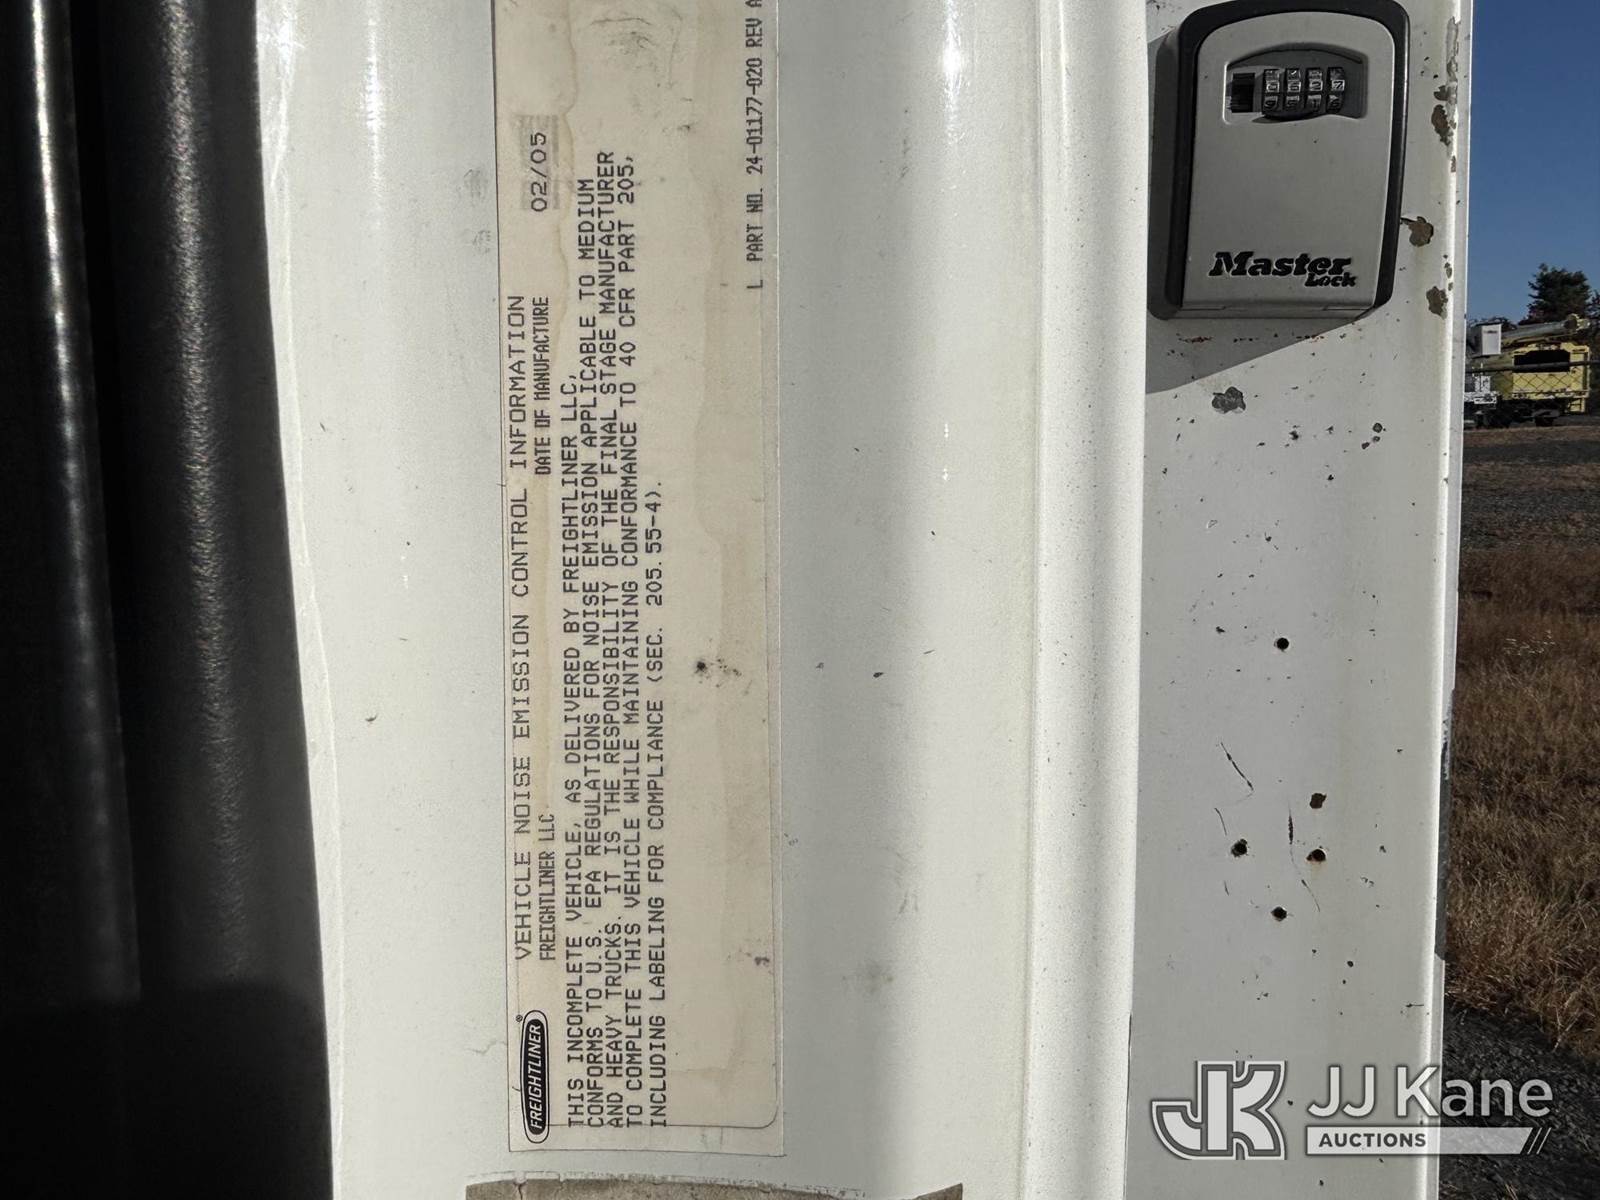 FREIGHTLINER®
VEHICLE NOISE EMISSION CONTROL INFORMATION
FREIGHTLINER LLC
DATE OF MANUFACTURE
02/05
THIS INCOMPLETE VEHICLE, AS DELIVERED BY FREIGHTLINER LLC,
CONFORMS TO U.S. EPA REGULATIONS FOR NOISE EMISSION APPLICABLE TO MEDIUM
AND HEAVY TRUCKS. IT IS THE RESPONSIBILITY OF THE FINAL STAGE MANUFACTURER
TO COMPLETE THIS VEHICLE WHILE MAINTAINING CONFORMANCE TO 40 CFR PART 205,
INCLUDING LABELING FOR COMPLIANCE (SEC. 205.55-4).
L PART NO. 24-01177-020 REV A
Master
Lock
JK JJ Kane
AUCTIONS